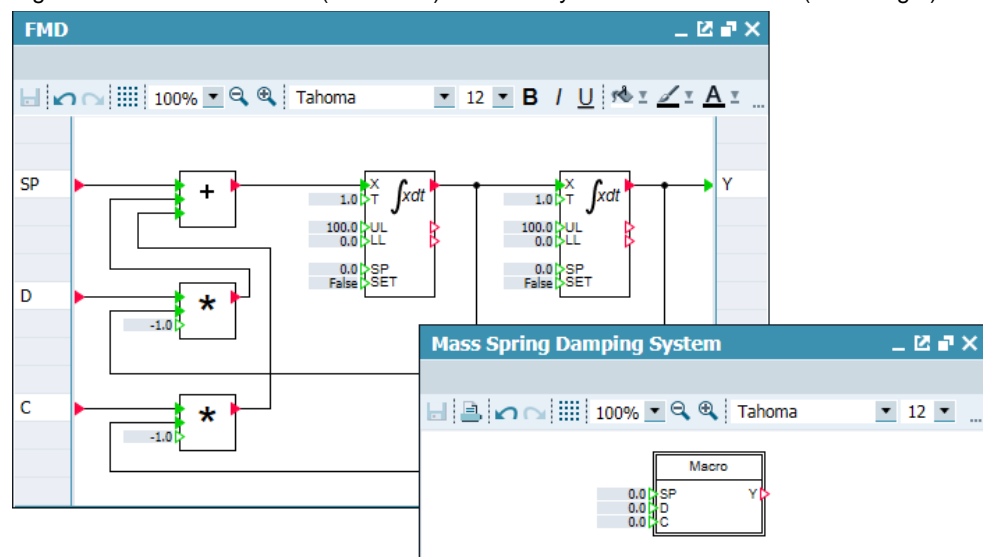 FMD
100% Tahoma 12 B I U A ...
SP
+
X
T
∫xdt
1.0
100.0 UL
0.0 LL
0.0 SP
False SET
X
T
∫xdt
1.0
100.0 UL
0.0 LL
0.0 SP
False SET
Y
D
*
-1.0
C
*
-1.0
Mass Spring Damping System
100% Tahoma 12 ...
Macro
0.0 SP Y
0.0 D
0.0 C